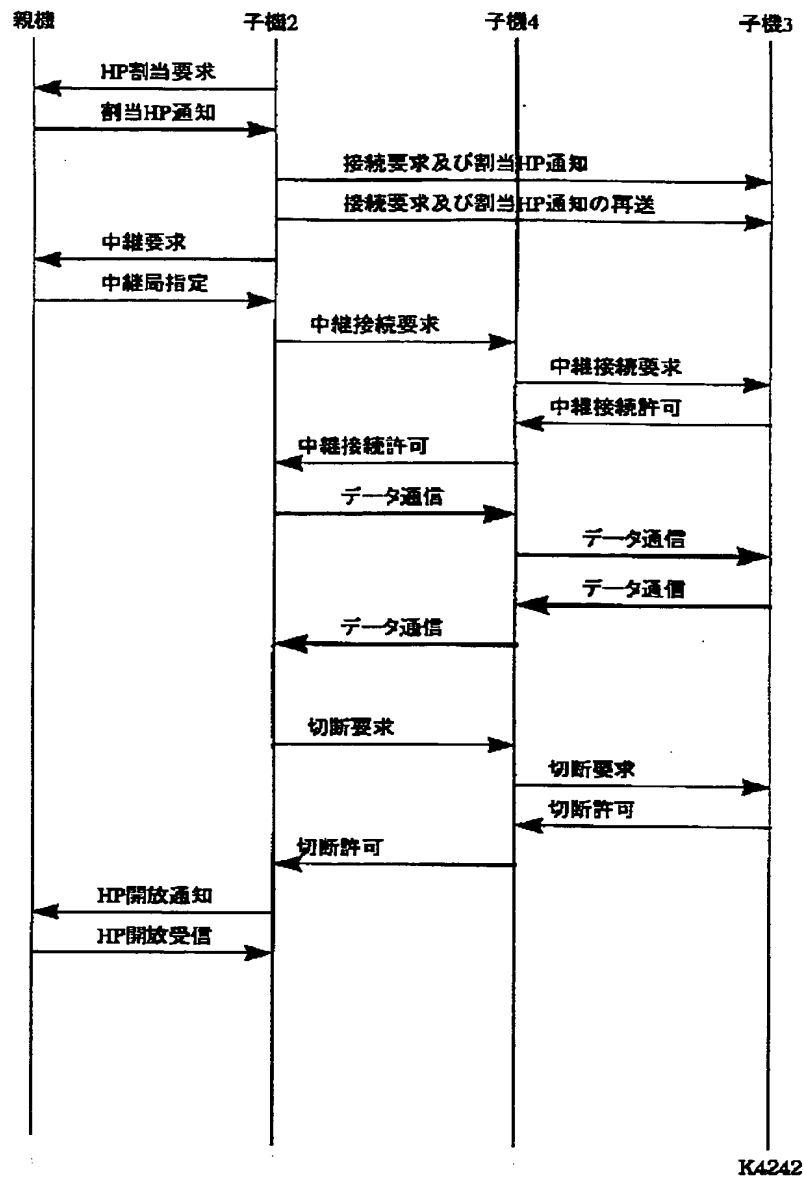 親機 子機2 子機4 子機3
HP割当要求
割当HP通知
接続要求及び割当HP通知
接続要求及び割当HP通知の再送
中継要求
中継局指定
中継接続要求
中継接続要求
中継接続許可
中継接続許可
データ通信
データ通信
データ通信
データ通信
切断要求
切断要求
切断許可
切断許可
HP開放通知
HP開放受信
K4242